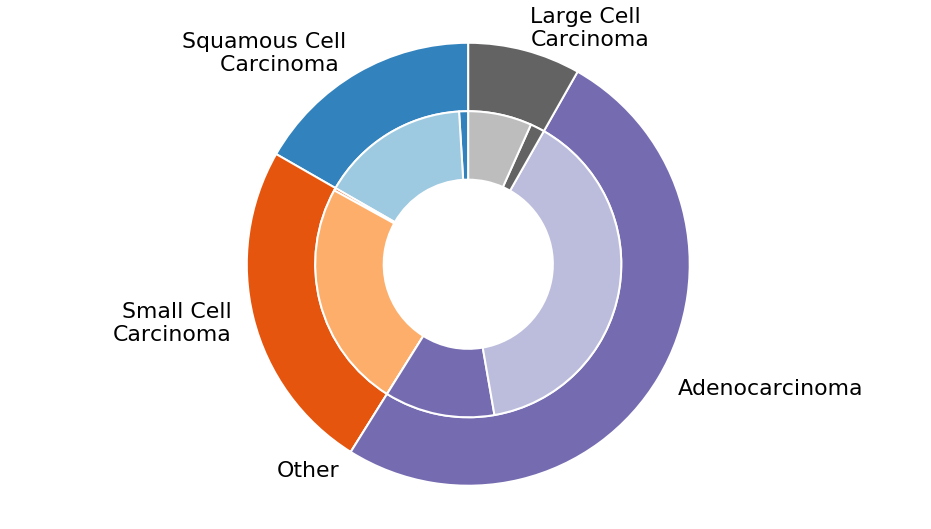 Large Cell
Carcinoma
Squamous Cell
Carcinoma
Small Cell
Carcinoma
Adenocarcinoma
Other